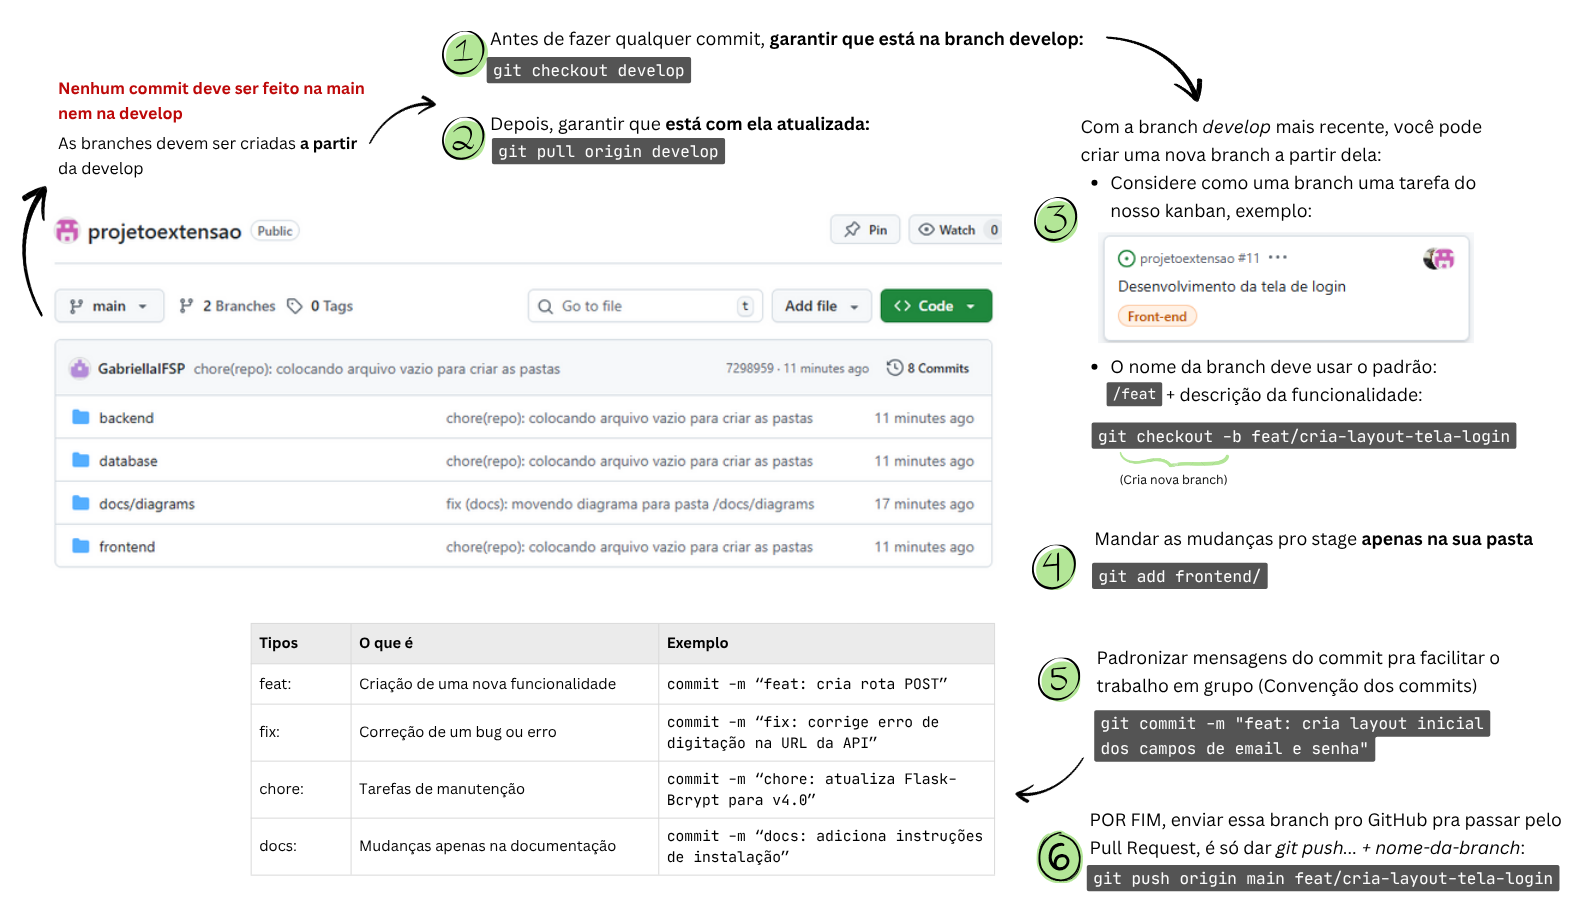 Nenhum commit deve ser feito na main
nem na develop
As branches devem ser criadas a partir
da develop
1
Antes de fazer qualquer commit, garantir que está na branch develop:
git checkout develop
2
Depois, garantir que está com ela atualizada:
git pull origin develop
projetoextensao Public
Pin
Watch 0
main
2 Branches
0 Tags
Go to file t
Add file
<> Code
GabriellaIFSP chore(repo): colocando arquivo vazio para criar as pastas 7298959 · 11 minutes ago 8 Commits
backend chore(repo): colocando arquivo vazio para criar as pastas 11 minutes ago
database chore(repo): colocando arquivo vazio para criar as pastas 11 minutes ago
docs/diagrams fix (docs): movendo diagrama para pasta /docs/diagrams 17 minutes ago
frontend chore(repo): colocando arquivo vazio para criar as pastas 11 minutes ago
Com a branch develop mais recente, você pode
criar uma nova branch a partir dela:
3
• Considere como uma branch uma tarefa do
nosso kanban, exemplo:
projetoextensao #11 ···
Desenvolvimento da tela de login
Front-end
• O nome da branch deve usar o padrão:
/feat + descrição da funcionalidade:
git checkout -b feat/cria-layout-tela-login
(Cria nova branch)
4
Mandar as mudanças pro stage apenas na sua pasta
git add frontend/
5
Padronizar mensagens do commit pra facilitar o
trabalho em grupo (Convenção dos commits)
git commit -m "feat: cria layout inicial
dos campos de email e senha"
Tipos O que é Exemplo
feat: Criação de uma nova funcionalidade commit -m “feat: cria rota POST”
fix: Correção de um bug ou erro commit -m “fix: corrige erro de
digitação na URL da API”
chore: Tarefas de manutenção commit -m “chore: atualiza Flask-
Bcrypt para v4.0”
docs: Mudanças apenas na documentação commit -m “docs: adiciona instruções
de instalação”
6
POR FIM, enviar essa branch pro GitHub pra passar pelo
Pull Request, é só dar git push... + nome-da-branch:
git push origin main feat/cria-layout-tela-login